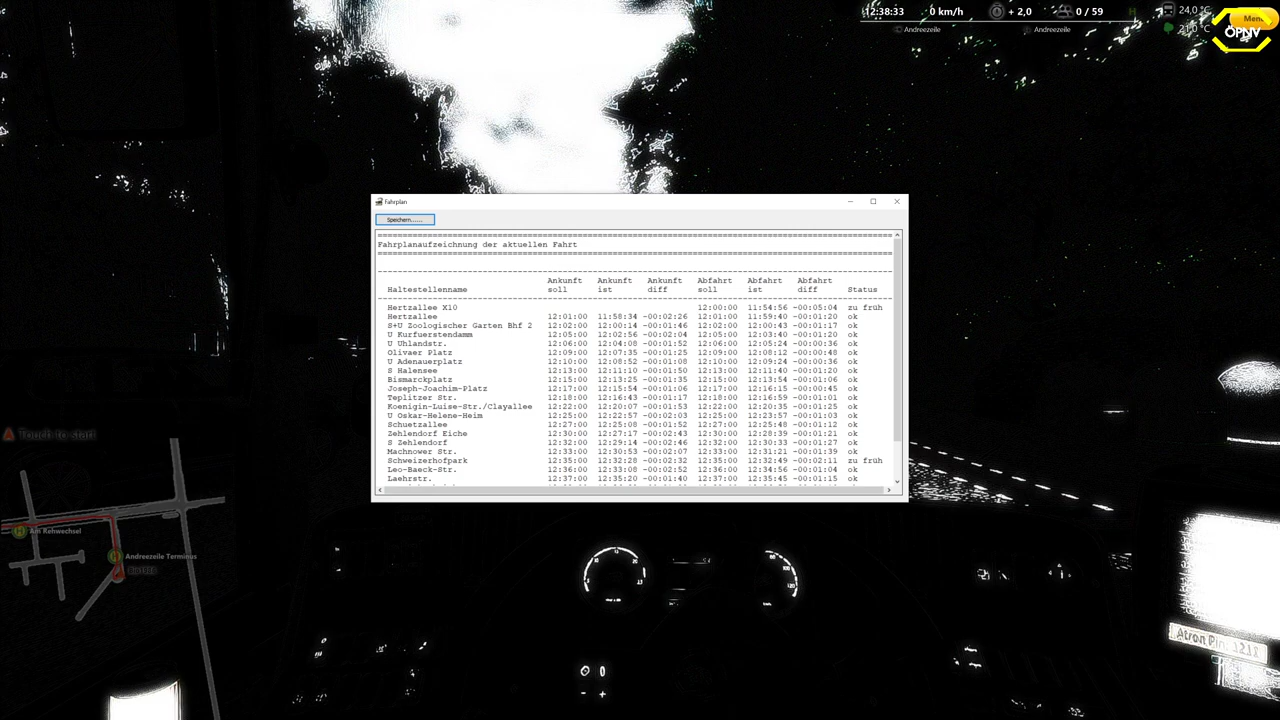 12:38:33 0 km/h + 2,0 0 / 59 H 24,0 °C
Andreezeile Andreezeile
Menü
ÖPNV
Fahrplan
Speichern......
Fahrplanaufzeichnung der aktuellen Fahrt
Ankunft Ankunft Ankunft Abfahrt Abfahrt Abfahrt
Haltestellenname soll ist diff soll ist diff Status
Hertzallee X10 12:00:00 11:54:56 -00:05:04 zu früh
Hertzallee 12:01:00 11:58:34 -00:02:26 12:01:00 11:59:40 -00:01:20 ok
S+U Zoologischer Garten Bhf 2 12:02:00 12:00:14 -00:01:46 12:02:00 12:00:43 -00:01:17 ok
U Kurfuerstendamm 12:05:00 12:02:56 -00:02:04 12:05:00 12:03:40 -00:01:20 ok
U Uhlandstr. 12:06:00 12:04:08 -00:01:52 12:06:00 12:05:24 -00:00:36 ok
Olivaer Platz 12:09:00 12:07:35 -00:01:25 12:09:00 12:08:12 -00:00:48 ok
U Adenauerplatz 12:10:00 12:08:52 -00:01:08 12:10:00 12:09:24 -00:00:36 ok
S Halensee 12:13:00 12:11:10 -00:01:50 12:13:00 12:11:40 -00:01:20 ok
Bismarckplatz 12:15:00 12:13:25 -00:01:35 12:15:00 12:13:54 -00:01:06 ok
Joseph-Joachim-Platz 12:17:00 12:15:54 -00:01:06 12:17:00 12:16:15 -00:00:45 ok
Teplitzer Str. 12:18:00 12:16:43 -00:01:17 12:18:00 12:16:59 -00:01:01 ok
Koenigin-Luise-Str./Clayallee 12:22:00 12:20:07 -00:01:53 12:22:00 12:20:35 -00:01:25 ok
U Oskar-Helene-Heim 12:25:00 12:22:57 -00:02:03 12:25:00 12:23:57 -00:01:03 ok
Schuetzallee 12:27:00 12:25:08 -00:01:52 12:27:00 12:25:48 -00:01:12 ok
Zehlendorf Eiche 12:30:00 12:27:17 -00:02:43 12:30:00 12:28:39 -00:01:21 ok
S Zehlendorf 12:32:00 12:29:14 -00:02:46 12:32:00 12:30:33 -00:01:27 ok
Machnower Str. 12:33:00 12:30:53 -00:02:07 12:33:00 12:31:21 -00:01:39 ok
Schweizerhofpark 12:35:00 12:32:28 -00:02:32 12:35:00 12:32:49 -00:02:11 zu früh
Leo-Baeck-Str. 12:36:00 12:33:08 -00:02:52 12:36:00 12:34:56 -00:01:04 ok
Laehrstr. 12:37:00 12:35:20 -00:01:40 12:37:00 12:35:45 -00:01:15 ok
Touch to start
Am Rehwechsel
Andreezeile Terminus
Atron Pin: 1218